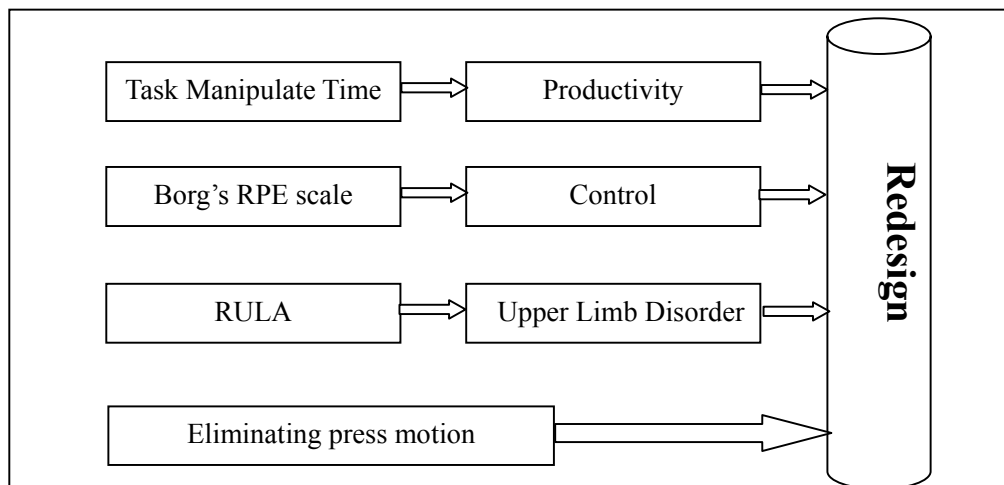 Task Manipulate Time
Productivity
Borg’s RPE scale
Control
RULA
Upper Limb Disorder
Eliminating press motion
Redesign